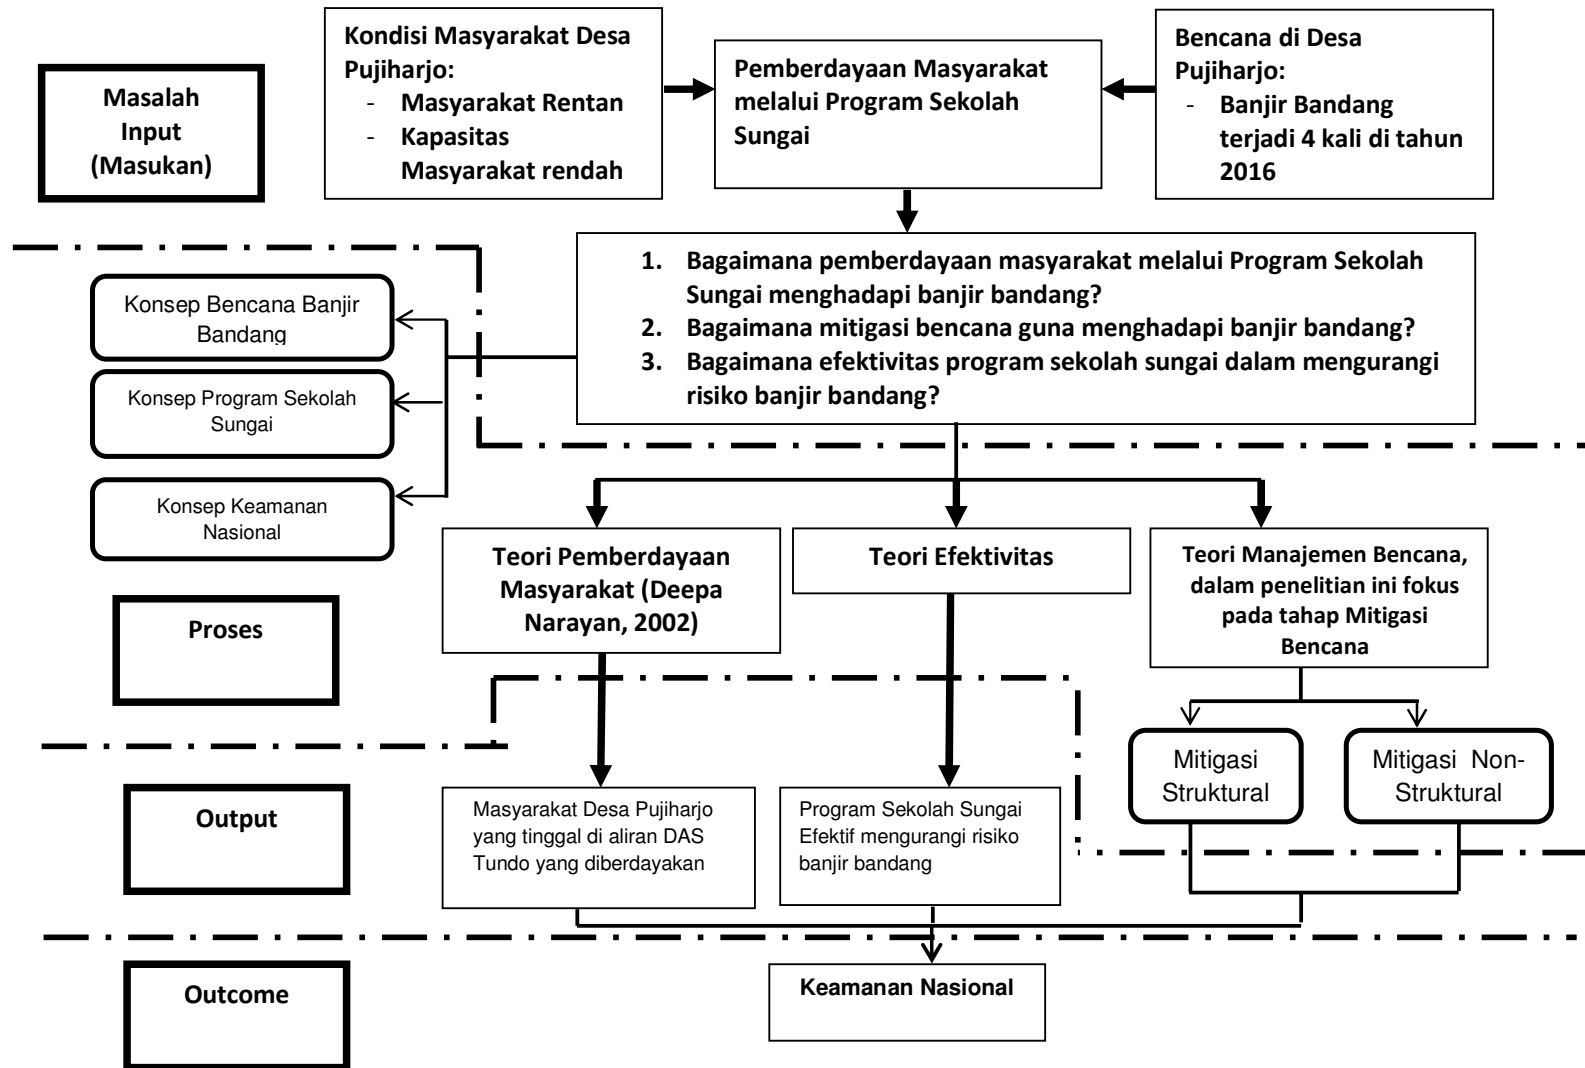 Masalah
Input
(Masukan)
Kondisi Masyarakat Desa
Pujiharjo:
- Masyarakat Rentan
- Kapasitas
Masyarakat rendah
Pemberdayaan Masyarakat
melalui Program Sekolah
Sungai
Bencana di Desa
Pujiharjo:
- Banjir Bandang
terjadi 4 kali di tahun
2016
1. Bagaimana pemberdayaan masyarakat melalui Program Sekolah
Sungai menghadapi banjir bandang?
2. Bagaimana mitigasi bencana guna menghadapi banjir bandang?
3. Bagaimana efektivitas program sekolah sungai dalam mengurangi
risiko banjir bandang?
Konsep Bencana Banjir
Bandang
Konsep Program Sekolah
Sungai
Konsep Keamanan
Nasional
Proses
Teori Pemberdayaan
Masyarakat (Deepa
Narayan, 2002)
Teori Efektivitas
Teori Manajemen Bencana,
dalam penelitian ini fokus
pada tahap Mitigasi
Bencana
Mitigasi
Struktural
Mitigasi Non-
Struktural
Output
Masyarakat Desa Pujiharjo
yang tinggal di aliran DAS
Tundo yang diberdayakan
Program Sekolah Sungai
Efektif mengurangi risiko
banjir bandang
Outcome
Keamanan Nasional